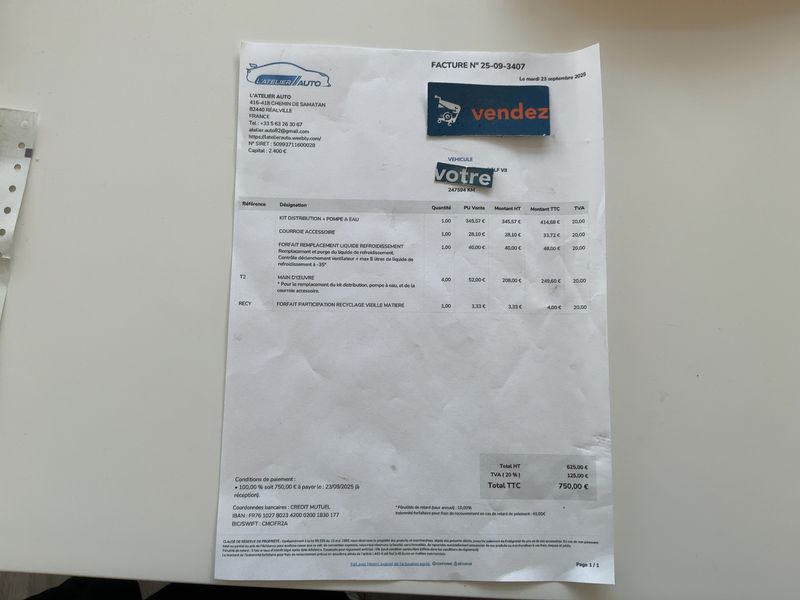 L'ATELIER AUTO
FACTURE N° 25-09-3407
Le mardi 23 septembre 2025
L'ATELIER AUTO
416-418 CHEMIN DE SAMATAN
82440 RÉALVILLE
FRANCE
Tel. : +33 5 63 26 30 67
atelier.auto82@gmail.com
https://latelierauto.weebly.com/
N° SIRET : 50993711600028
Capital : 2.400 €
vendez
VEHICULE
LF VII
votre
247594 KM
Référence Désignation Quantité PU Vente Montant HT Montant TTC TVA
KIT DISTRIBUTION + POMPE A EAU 1,00 345,57 € 345,57 € 414,68 € 20,00
COURROIE ACCESSOIRE 1,00 28,10 € 28,10 € 33,72 € 20,00
FORFAIT REMPLACEMENT LIQUIDE REFROIDISSEMENT 1,00 40,00 € 40,00 € 48,00 € 20,00
Remplacement et purge du liquide de refroidissement.
Contrôle déclenchement ventilateur + max 8 litres de liquide de
refroidissement à -35°
T2 MAIN D'ŒUVRE 4,00 52,00 € 208,00 € 249,60 € 20,00
* Pour le remplacement du kit distribution, pompe à eau, et de la
courroie accessoire.
RECY FORFAIT PARTICIPATION RECYCLAGE VIEILLE MATIERE 1,00 3,33 € 3,33 € 4,00 € 20,00
Total HT 625,00 €
TVA ( 20 % ) 125,00 €
Total TTC 750,00 €
Conditions de paiement :
• 100,00 % soit 750,00 € à payer le : 23/09/2025 (à
réception).
Coordonnées bancaires : CREDIT MUTUEL
IBAN : FR76 1027 8023 4200 0200 1830 177
BIC/SWIFT : CMCIFR2A
* Pénalités de retard (taux annuel) : 10,00%
Indemnité forfaitaire pour frais de recouvrement en cas de retard de paiement : 40,00€
Page 1 / 1